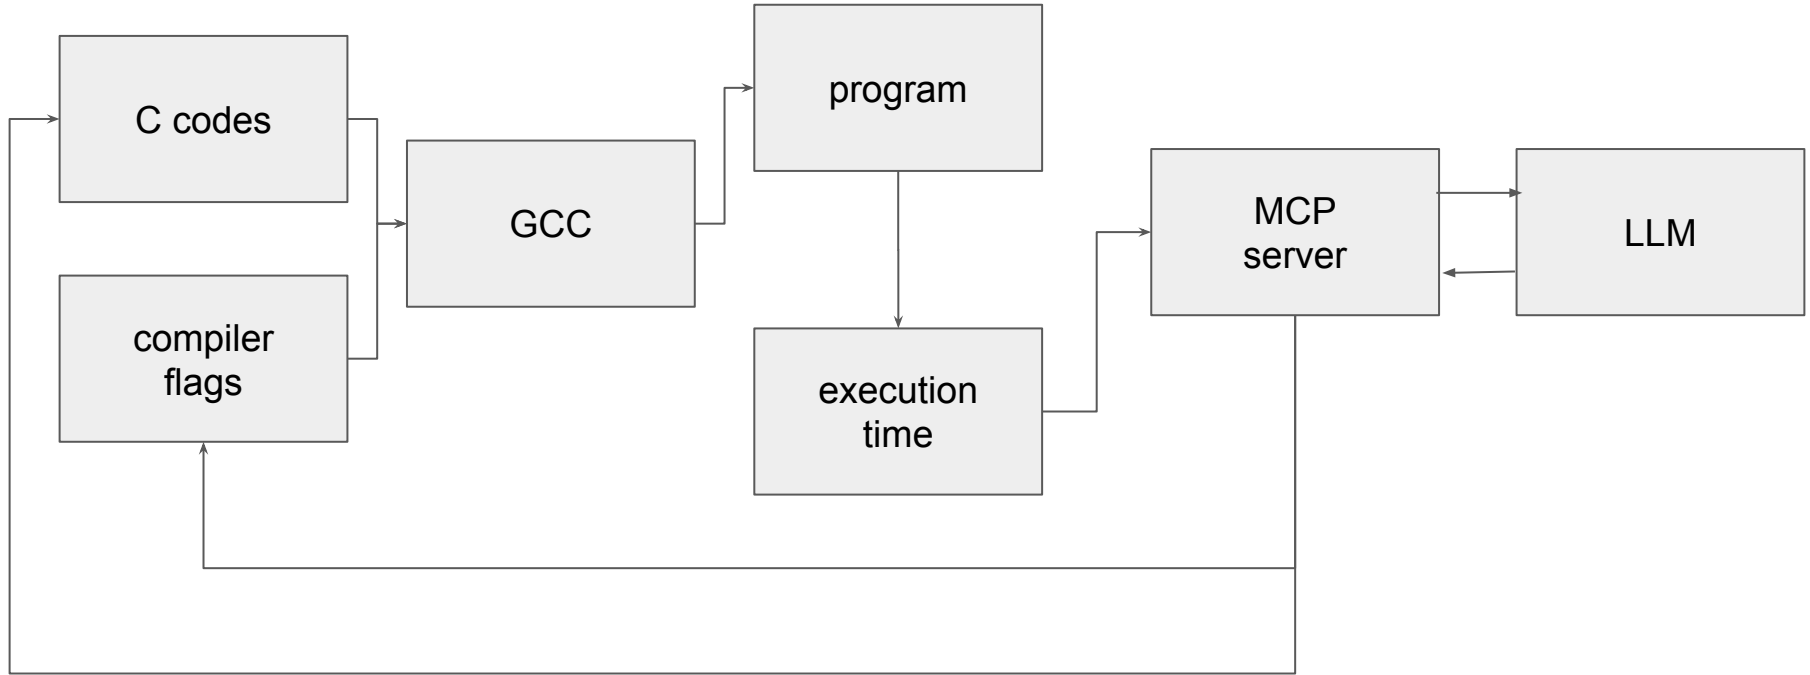 C codes
compiler
flags
GCC
program
execution
time
MCP
server
LLM